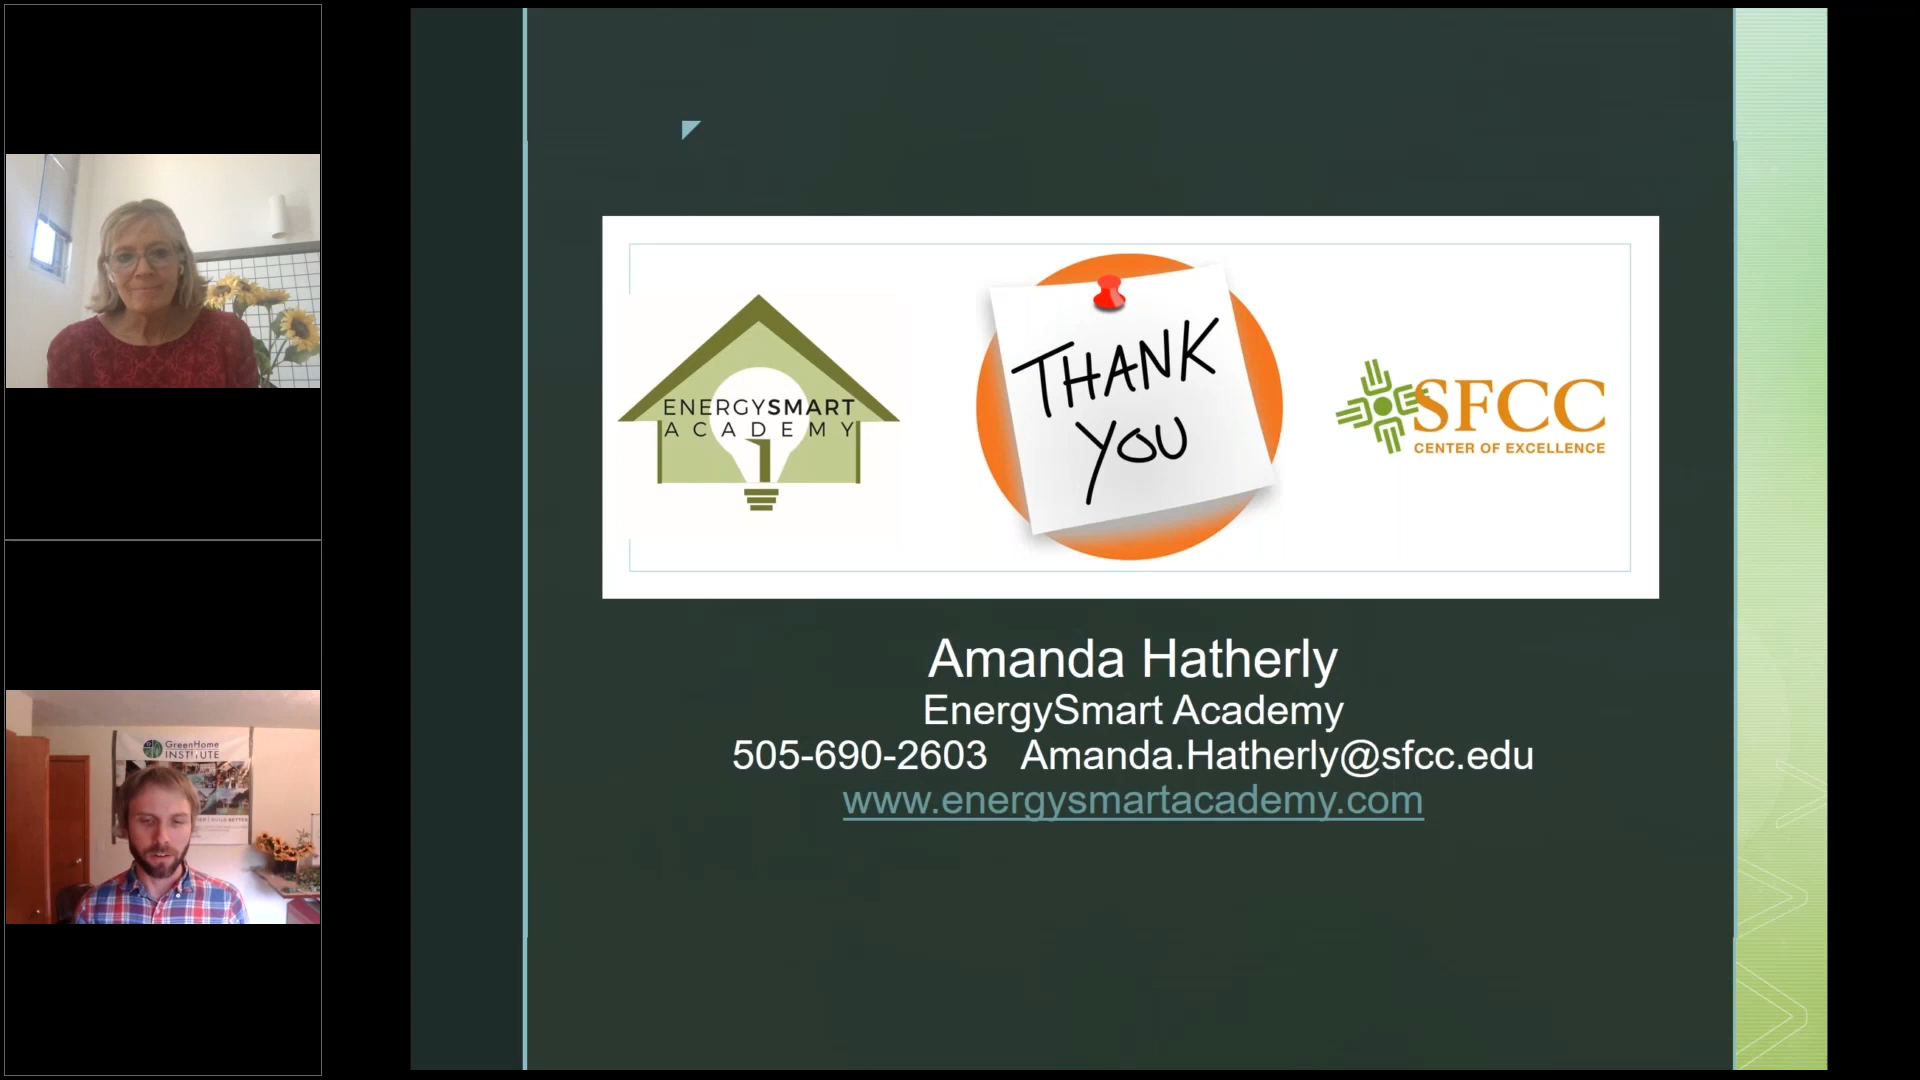 GreenHome
INSTITUTE
ENERGYSMART
ACADEMY
THANK
YOU
SFCC
CENTER OF EXCELLENCE
Amanda Hatherly
EnergySmart Academy
505-690-2603 Amanda.Hatherly@sfcc.edu
www.energysmartacademy.com